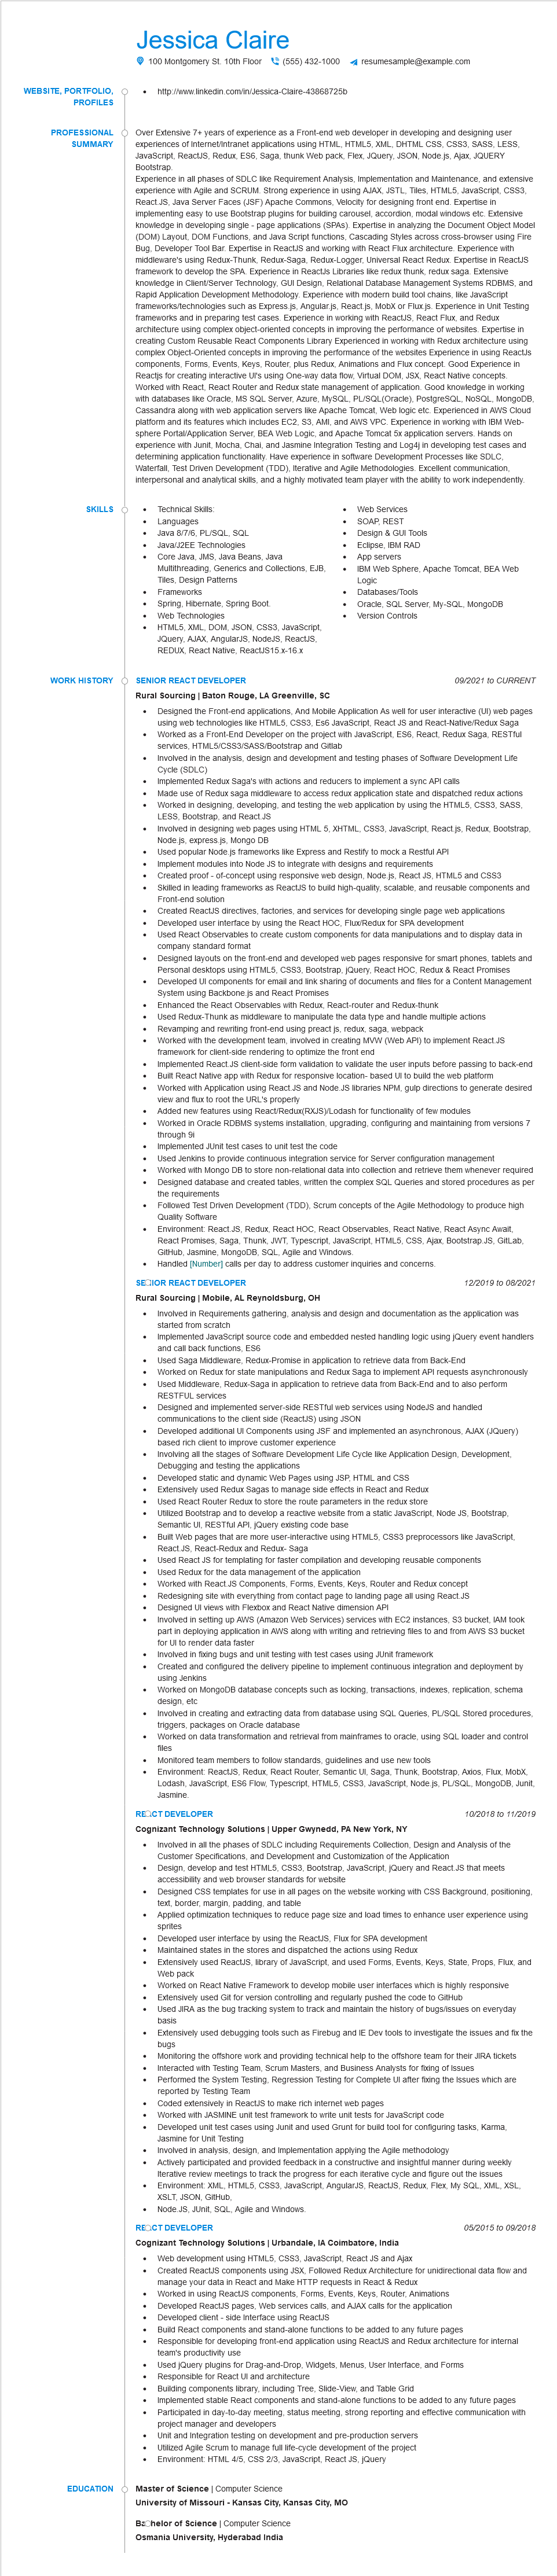 Jessica Claire
100 Montgomery St. 10th Floor (555) 432-1000 resumesample@example.com
WEBSITE, PORTFOLIO, PROFILES
• http://www.linkedin.com/in/Jessica-Claire-43868725b
PROFESSIONAL SUMMARY
Over Extensive 7+ years of experience as a Front-end web developer in developing and designing user
experiences of Internet/Intranet applications using HTML, HTML5, XML, DHTML CSS, CSS3, SASS, LESS,
JavaScript, ReactJS, Redux, ES6, Saga, thunk Web pack, Flex, JQuery, JSON, Node.js, Ajax, JQUERY
Bootstrap.
Experience in all phases of SDLC like Requirement Analysis, Implementation and Maintenance, and extensive
experience with Agile and SCRUM. Strong experience in using AJAX, JSTL, Tiles, HTML5, JavaScript, CSS3,
React.JS, Java Server Faces (JSF) Apache Commons, Velocity for designing front end. Expertise in
implementing easy to use Bootstrap plugins for building carousel, accordion, modal windows etc. Extensive
knowledge in developing single - page applications (SPAs). Expertise in analyzing the Document Object Model
(DOM) Layout, DOM Functions, and Java Script functions, Cascading Styles across cross-browser using Fire
Bug, Developer Tool Bar. Expertise in ReactJS and working with React Flux architecture. Experience with
middleware's using Redux-Thunk, Redux-Saga, Redux-Logger, Universal React Redux. Expertise in ReactJS
framework to develop the SPA. Experience in ReactJs Libraries like redux thunk, redux saga. Extensive
knowledge in Client/Server Technology, GUI Design, Relational Database Management Systems RDBMS, and
Rapid Application Development Methodology. Experience with modern build tool chains, like JavaScript
frameworks/technologies such as Express.js, Angular.js, React.js, MobX or Flux.js. Experience in Unit Testing
frameworks and in preparing test cases. Experience in working with ReactJS, React Flux, and Redux
architecture using complex object-oriented concepts in improving the performance of websites. Expertise in
creating Custom Reusable React Components Library Experienced in working with Redux architecture using
complex Object-Oriented concepts in improving the performance of the websites Experience in using ReactJs
components, Forms, Events, Keys, Router, plus Redux, Animations and Flux concept. Good Experience in
Reactjs for creating interactive UI's using One-way data flow, Virtual DOM, JSX, React Native concepts.
Worked with React, React Router and Redux state management of application. Good knowledge in working
with databases like Oracle, MS SQL Server, Azure, MySQL, PL/SQL(Oracle), PostgreSQL, NoSQL, MongoDB,
Cassandra along with web application servers like Apache Tomcat, Web logic etc. Experienced in AWS Cloud
platform and its features which includes EC2, S3, AMI, and AWS VPC. Experience in working with IBM Web-
sphere Portal/Application Server, BEA Web Logic, and Apache Tomcat 5x application servers. Hands on
experience with Junit, Mocha, Chai, and Jasmine Integration Testing and Log4j in developing test cases and
determining application functionality. Have experience in software Development Processes like SDLC,
Waterfall, Test Driven Development (TDD), Iterative and Agile Methodologies. Excellent communication,
interpersonal and analytical skills, and a highly motivated team player with the ability to work independently.
SKILLS
• Technical Skills:
• Languages
• Java 8/7/6, PL/SQL, SQL
• Java/J2EE Technologies
• Core Java, JMS, Java Beans, Java
Multithreading, Generics and Collections, EJB,
Tiles, Design Patterns
• Frameworks
• Spring, Hibernate, Spring Boot.
• Web Technologies
• HTML5, XML, DOM, JSON, CSS3, JavaScript,
JQuery, AJAX, AngularJS, NodeJS, ReactJS,
REDUX, React Native, ReactJS15.x-16.x
• Web Services
• SOAP, REST
• Design & GUI Tools
• Eclipse, IBM RAD
• App servers
• IBM Web Sphere, Apache Tomcat, BEA Web
Logic
• Databases/Tools
• Oracle, SQL Server, My-SQL, MongoDB
• Version Controls
WORK HISTORY
SENIOR REACT DEVELOPER 09/2021 to CURRENT
Rural Sourcing | Baton Rouge, LA Greenville, SC
• Designed the Front-end applications, And Mobile Application As well for user interactive (UI) web pages
using web technologies like HTML5, CSS3, Es6 JavaScript, React JS and React-Native/Redux Saga
• Worked as a Front-End Developer on the project with JavaScript, ES6, React, Redux Saga, RESTful
services, HTML5/CSS3/SASS/Bootstrap and Gitlab
• Involved in the analysis, design and development and testing phases of Software Development Life
Cycle (SDLC)
• Implemented Redux Saga's with actions and reducers to implement a sync API calls
• Made use of Redux saga middleware to access redux application state and dispatched redux actions
• Worked in designing, developing, and testing the web application by using the HTML5, CSS3, SASS,
LESS, Bootstrap, and React.JS
• Involved in designing web pages using HTML 5, XHTML, CSS3, JavaScript, React.js, Redux, Bootstrap,
Node.js, express.js, Mongo DB
• Used popular Node.js frameworks like Express and Restify to mock a Restful API
• Implement modules into Node JS to integrate with designs and requirements
• Created proof - of-concept using responsive web design, Node.js, React JS, HTML5 and CSS3
• Skilled in leading frameworks as ReactJS to build high-quality, scalable, and reusable components and
Front-end solution
• Created ReactJS directives, factories, and services for developing single page web applications
• Developed user interface by using the React HOC, Flux/Redux for SPA development
• Used React Observables to create custom components for data manipulations and to display data in
company standard format
• Designed layouts on the front-end and developed web pages responsive for smart phones, tablets and
Personal desktops using HTML5, CSS3, Bootstrap, jQuery, React HOC, Redux & React Promises
• Developed UI components for email and link sharing of documents and files for a Content Management
System using Backbone.js and React Promises
• Enhanced the React Observables with Redux, React-router and Redux-thunk
• Used Redux-Thunk as middleware to manipulate the data type and handle multiple actions
• Revamping and rewriting front-end using preact js, redux, saga, webpack
• Worked with the development team, involved in creating MVW (Web API) to implement React.JS
framework for client-side rendering to optimize the front end
• Implemented React.JS client-side form validation to validate the user inputs before passing to back-end
• Built React Native app with Redux for responsive location- based UI to build the web platform
• Worked with Application using React.JS and Node.JS libraries NPM, gulp directions to generate desired
view and flux to root the URL's properly
• Added new features using React/Redux(RXJS)/Lodash for functionality of few modules
• Worked in Oracle RDBMS systems installation, upgrading, configuring and maintaining from versions 7
through 9i
• Implemented JUnit test cases to unit test the code
• Used Jenkins to provide continuous integration service for Server configuration management
• Worked with Mongo DB to store non-relational data into collection and retrieve them whenever required
• Designed database and created tables, written the complex SQL Queries and stored procedures as per
the requirements
• Followed Test Driven Development (TDD), Scrum concepts of the Agile Methodology to produce high
Quality Software
• Environment: React.JS, Redux, React HOC, React Observables, React Native, React Async Await,
React Promises, Saga, Thunk, JWT, Typescript, JavaScript, HTML5, CSS, Ajax, Bootstrap.JS, GitLab,
GitHub, Jasmine, MongoDB, SQL, Agile and Windows.
• Handled [Number] calls per day to address customer inquiries and concerns.
SENIOR REACT DEVELOPER 12/2019 to 08/2021
Rural Sourcing | Mobile, AL Reynoldsburg, OH
• Involved in Requirements gathering, analysis and design and documentation as the application was
started from scratch
• Implemented JavaScript source code and embedded nested handling logic using jQuery event handlers
and call back functions, ES6
• Used Saga Middleware, Redux-Promise in application to retrieve data from Back-End
• Worked on Redux for state manipulations and Redux Saga to implement API requests asynchronously
• Used Middleware, Redux-Saga in application to retrieve data from Back-End and to also perform
RESTFUL services
• Designed and implemented server-side RESTful web services using NodeJS and handled
communications to the client side (ReactJS) using JSON
• Developed additional UI Components using JSF and implemented an asynchronous, AJAX (JQuery)
based rich client to improve customer experience
• Involving all the stages of Software Development Life Cycle like Application Design, Development,
Debugging and testing the applications
• Developed static and dynamic Web Pages using JSP, HTML and CSS
• Extensively used Redux Sagas to manage side effects in React and Redux
• Used React Router Redux to store the route parameters in the redux store
• Utilized Bootstrap and to develop a reactive website from a static JavaScript, Node JS, Bootstrap,
Semantic UI, RESTful API, jQuery existing code base
• Built Web pages that are more user-interactive using HTML5, CSS3 preprocessors like JavaScript,
React.JS, React-Redux and Redux- Saga
• Used React JS for templating for faster compilation and developing reusable components
• Used Redux for the data management of the application
• Worked with React.JS Components, Forms, Events, Keys, Router and Redux concept
• Redesigning site with everything from contact page to landing page all using React.JS
• Designed UI views with Flexbox and React Native dimension API
• Involved in setting up AWS (Amazon Web Services) services with EC2 instances, S3 bucket, IAM took
part in deploying application in AWS along with writing and retrieving files to and from AWS S3 bucket
for UI to render data faster
• Involved in fixing bugs and unit testing with test cases using JUnit framework
• Created and configured the delivery pipeline to implement continuous integration and deployment by
using Jenkins
• Worked on MongoDB database concepts such as locking, transactions, indexes, replication, schema
design, etc
• Involved in creating and extracting data from database using SQL Queries, PL/SQL Stored procedures,
triggers, packages on Oracle database
• Worked on data transformation and retrieval from mainframes to oracle, using SQL loader and control
files
• Monitored team members to follow standards, guidelines and use new tools
• Environment: ReactJS, Redux, React Router, Semantic UI, Saga, Thunk, Bootstrap, Axios, Flux, MobX,
Lodash, JavaScript, ES6 Flow, Typescript, HTML5, CSS3, JavaScript, Node.js, PL/SQL, MongoDB, Junit,
Jasmine.
REACT DEVELOPER 10/2018 to 11/2019
Cognizant Technology Solutions | Upper Gwynedd, PA New York, NY
• Involved in all the phases of SDLC including Requirements Collection, Design and Analysis of the
Customer Specifications, and Development and Customization of the Application
• Design, develop and test HTML5, CSS3, Bootstrap, JavaScript, jQuery and React.JS that meets
accessibility and web browser standards for website
• Designed CSS templates for use in all pages on the website working with CSS Background, positioning,
text, border, margin, padding, and table
• Applied optimization techniques to reduce page size and load times to enhance user experience using
sprites
• Developed user interface by using the ReactJS, Flux for SPA development
• Maintained states in the stores and dispatched the actions using Redux
• Extensively used ReactJS, library of JavaScript, and used Forms, Events, Keys, State, Props, Flux, and
Web pack
• Worked on React Native Framework to develop mobile user interfaces which is highly responsive
• Extensively used Git for version controlling and regularly pushed the code to GitHub
• Used JIRA as the bug tracking system to track and maintain the history of bugs/issues on everyday
basis
• Extensively used debugging tools such as Firebug and IE Dev tools to investigate the issues and fix the
bugs
• Monitoring the offshore work and providing technical help to the offshore team for their JIRA tickets
• Interacted with Testing Team, Scrum Masters, and Business Analysts for fixing of Issues
• Performed the System Testing, Regression Testing for Complete UI after fixing the Issues which are
reported by Testing Team
• Coded extensively in ReactJS to make rich internet web pages
• Worked with JASMINE unit test framework to write unit tests for JavaScript code
• Developed unit test cases using Junit and used Grunt for build tool for configuring tasks, Karma,
Jasmine for Unit Testing
• Involved in analysis, design, and Implementation applying the Agile methodology
• Actively participated and provided feedback in a constructive and insightful manner during weekly
Iterative review meetings to track the progress for each iterative cycle and figure out the issues
• Environment: XML, HTML5, CSS3, JavaScript, AngularJS, ReactJS, Redux, Flex, My SQL, XML, XSL,
XSLT, JSON, GitHub,
• Node.JS, JUnit, SQL, Agile and Windows.
REACT DEVELOPER 05/2015 to 09/2018
Cognizant Technology Solutions | Urbandale, IA Coimbatore, India
• Web development using HTML5, CSS3, JavaScript, React JS and Ajax
• Created ReactJS components using JSX, Followed Redux Architecture for unidirectional data flow and
manage your data in React and Make HTTP requests in React & Redux
• Worked in using ReactJS components, Forms, Events, Keys, Router, Animations
• Developed ReactJS pages, Web services calls, and AJAX calls for the application
• Developed client - side Interface using ReactJS
• Build React components and stand-alone functions to be added to any future pages
• Responsible for developing front-end application using ReactJS and Redux architecture for internal
team's productivity use
• Used jQuery plugins for Drag-and-Drop, Widgets, Menus, User Interface, and Forms
• Responsible for React UI and architecture
• Building components library, including Tree, Slide-View, and Table Grid
• Implemented stable React components and stand-alone functions to be added to any future pages
• Participated in day-to-day meeting, status meeting, strong reporting and effective communication with
project manager and developers
• Unit and Integration testing on development and pre-production servers
• Utilized Agile Scrum to manage full life-cycle development of the project
• Environment: HTML 4/5, CSS 2/3, JavaScript, React JS, jQuery
EDUCATION
Master of Science | Computer Science
University of Missouri - Kansas City, Kansas City, MO
Bachelor of Science | Computer Science
Osmania University, Hyderabad India